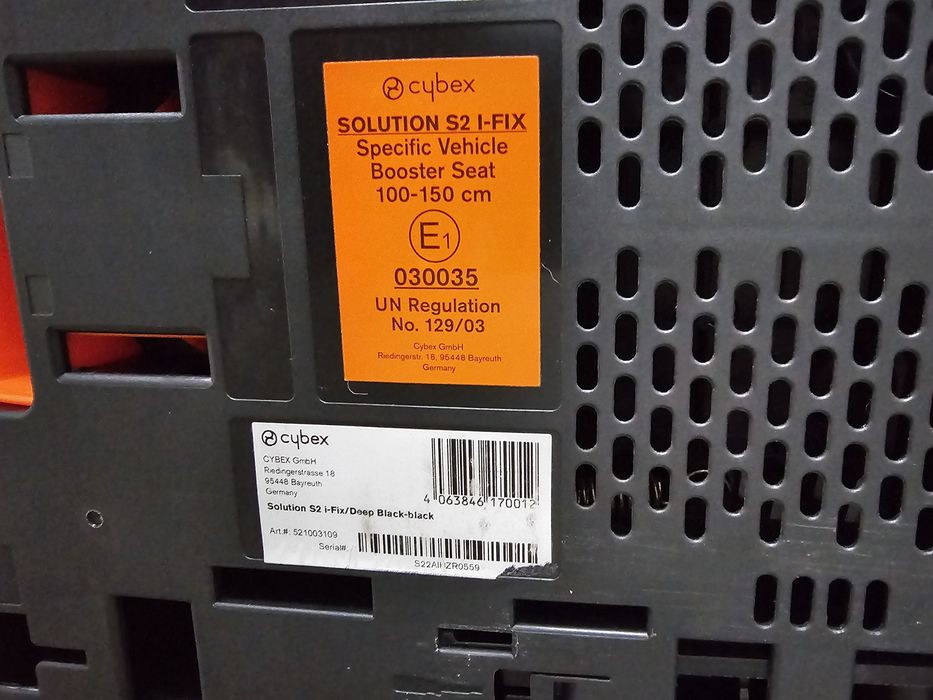 cybex
SOLUTION S2 I-FIX
Specific Vehicle
Booster Seat
100-150 cm
E1
030035
UN Regulation
No. 129/03
Cybex GmbH
Riedingerstr. 18, 95448 Bayreuth
Germany
cybex
CYBEX GmbH
Riedingerstrasse 18
95448 Bayreuth
Germany
4 063846 170012
Solution S2 i-Fix/Deep Black-black
Art.#: 521003109
Serial#: